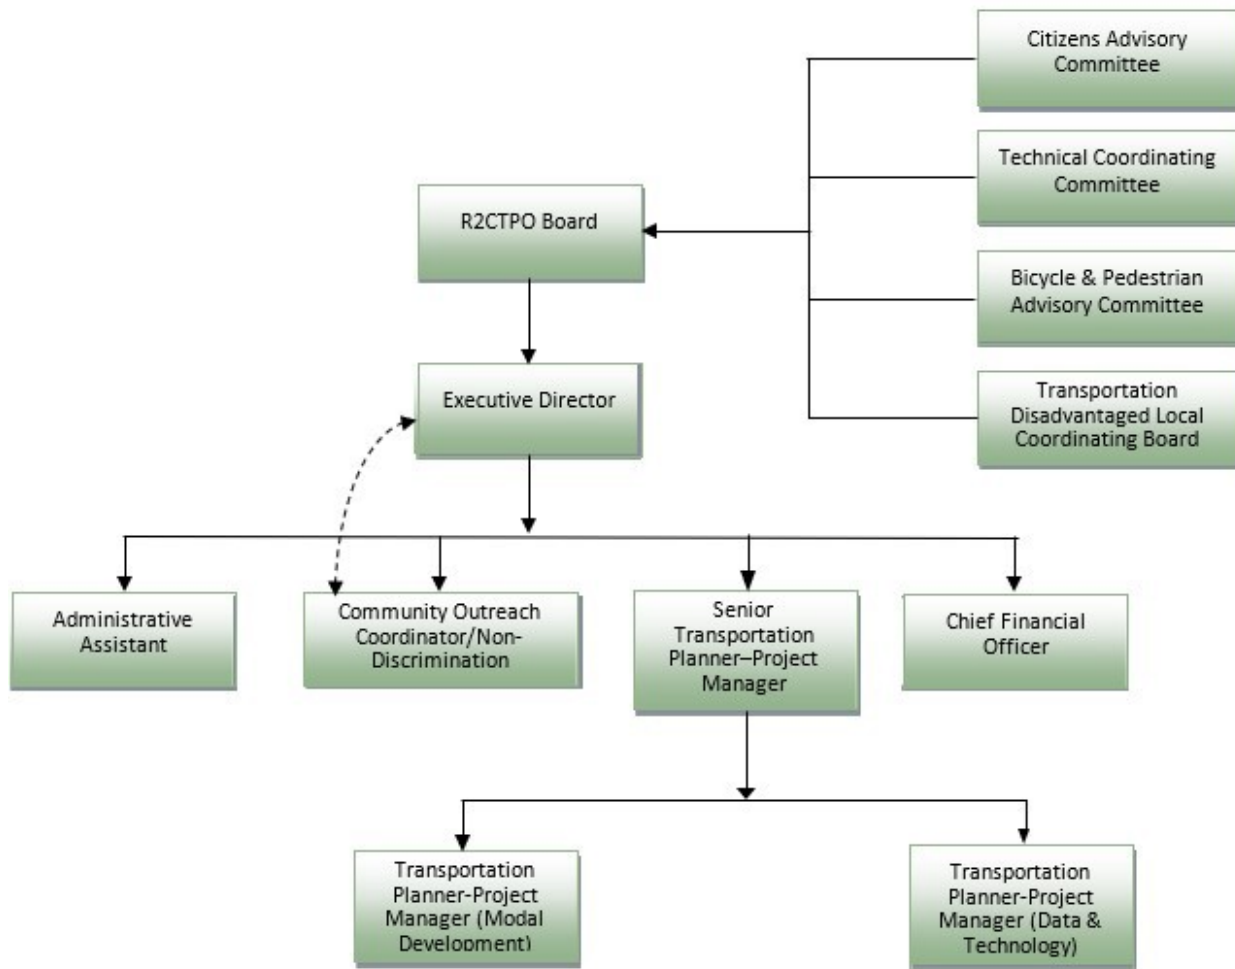 Citizens Advisory
Committee
Technical Coordinating
Committee
R2CTPO Board
Bicycle & Pedestrian
Advisory Committee
Executive Director
Transportation
Disadvantaged Local
Coordinating Board
Administrative
Assistant
Community Outreach
Coordinator/Non-
Discrimination
Senior
Transportation
Planner–Project
Manager
Chief Financial
Officer
Transportation
Planner-Project
Manager (Modal
Development)
Transportation
Planner-Project
Manager (Data &
Technology)